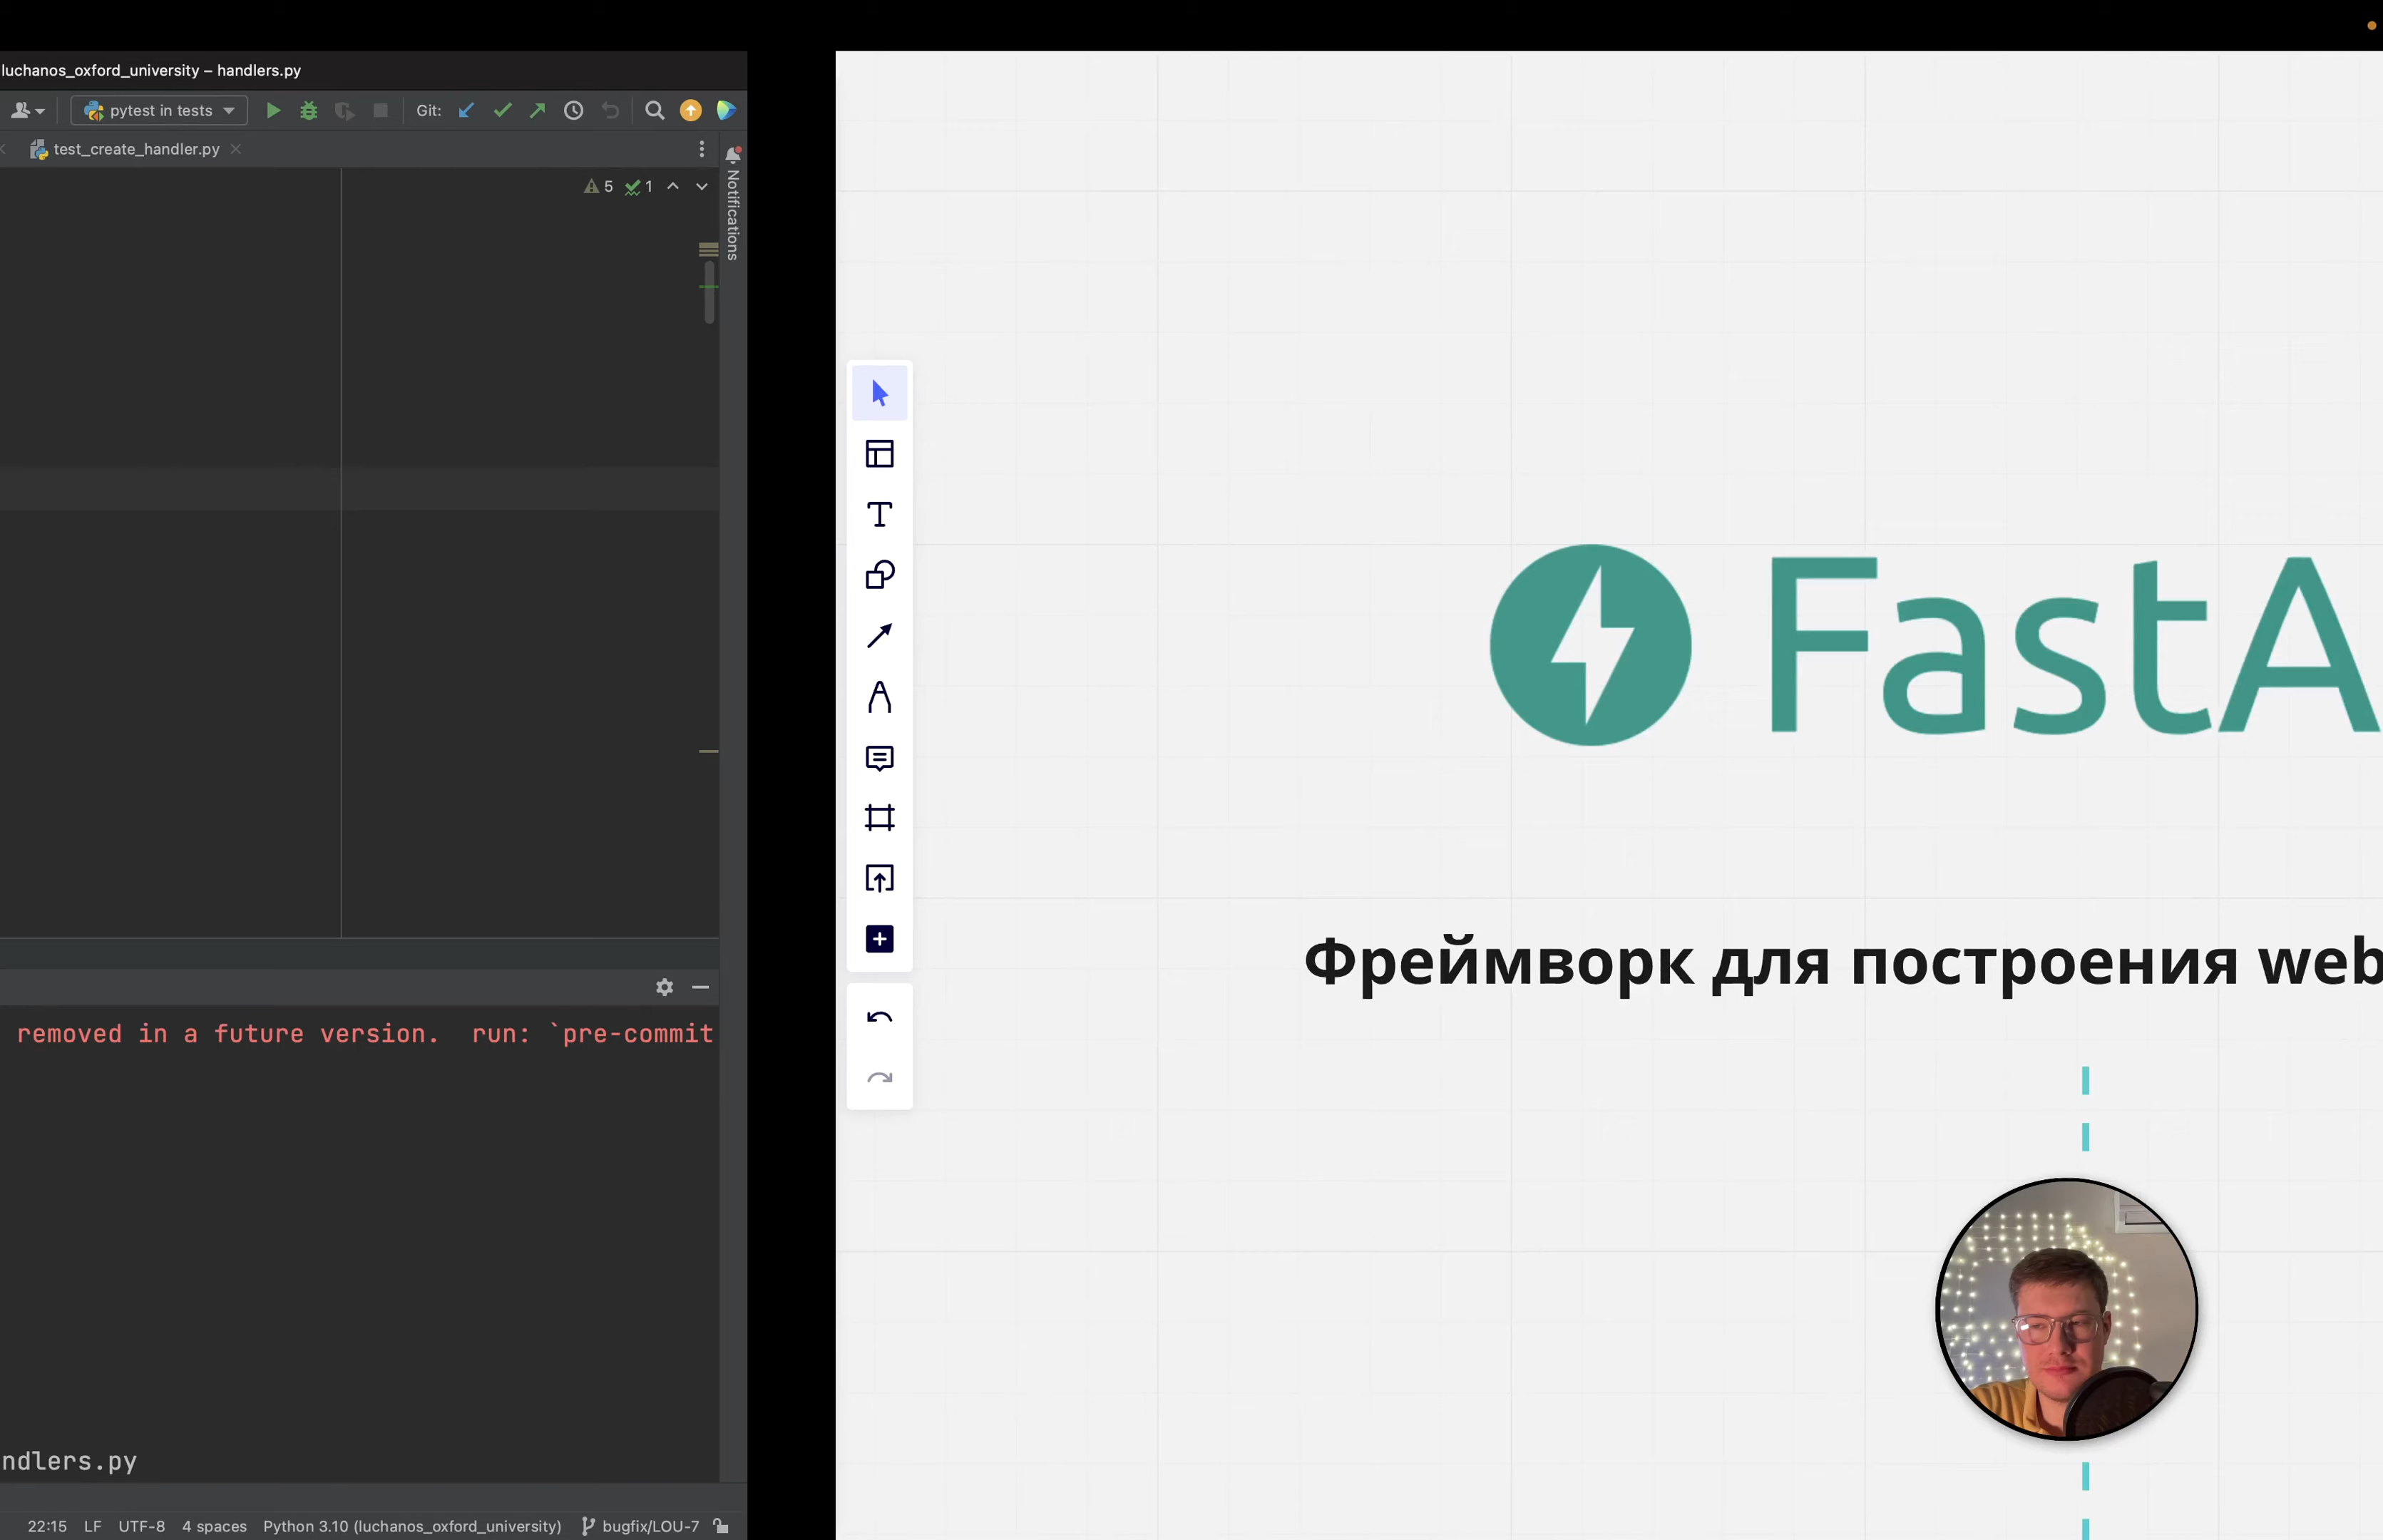 luchanos_oxford_university – handlers.py
pytest in tests
Git:
test_create_handler.py
5
1
Notifications
removed in a future version. run: `pre-commit
ndlers.py
22:15 LF UTF-8 4 spaces Python 3.10 (luchanos_oxford_university) bugfix/LOU-7
FastA
Фреймворк для построения web